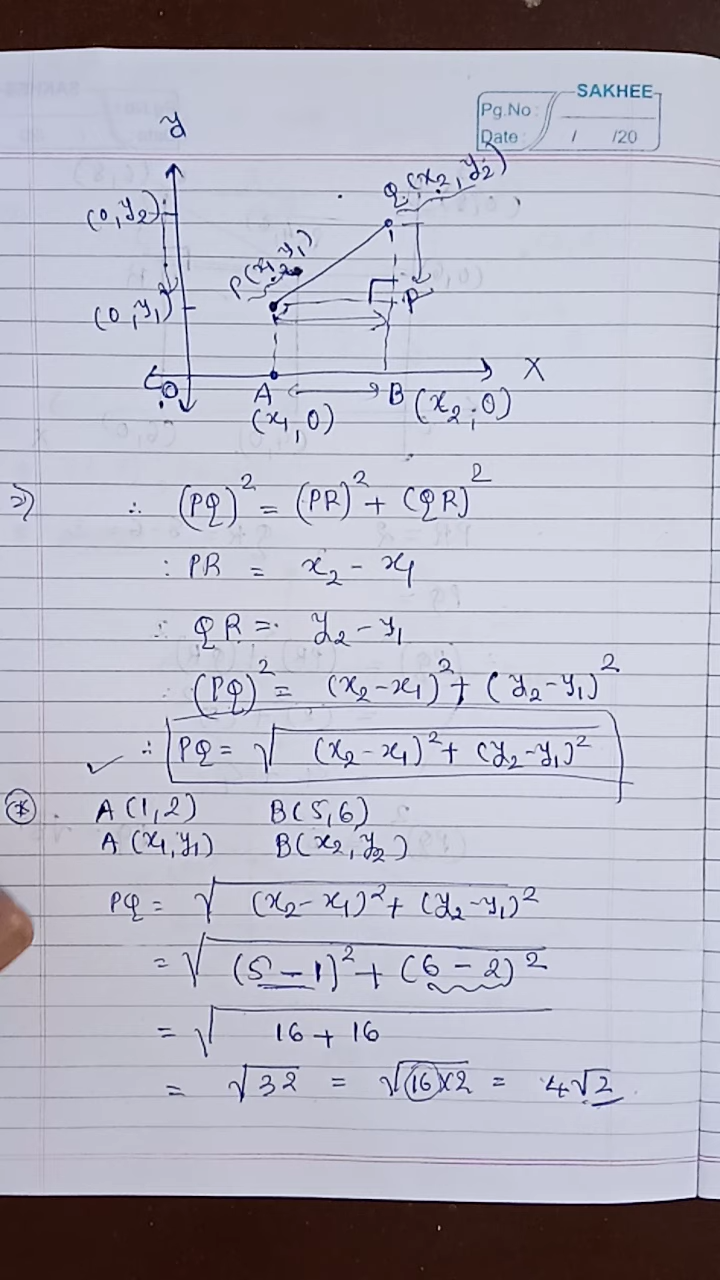 SAKHEE
Pg.No :
Date : / /20
y
Q(x₂, y₂)
(0, y₂)
P(x₁, y₁)
(0, y₁)
R
O A B (x₂, 0) X
(x₁, 0)
⇒) ∴ (PQ)² = (PR)² + (QR)²
: PR = x₂ - x₁
∴ QR = y₂ - y₁
∴ (PQ)² = (x₂-x₁)² + (y₂-y₁)²
✓ ∴ PQ = √(x₂-x₁)² + (y₂-y₁)²
* . A(1,2) B(5,6)
A(x₁,y₁) B(x₂,y₂)
PQ = √(x₂-x₁)² + (y₂-y₁)²
= √(5-1)² + (6-2)²
= √16 + 16
= √32 = √16×2 = 4√2